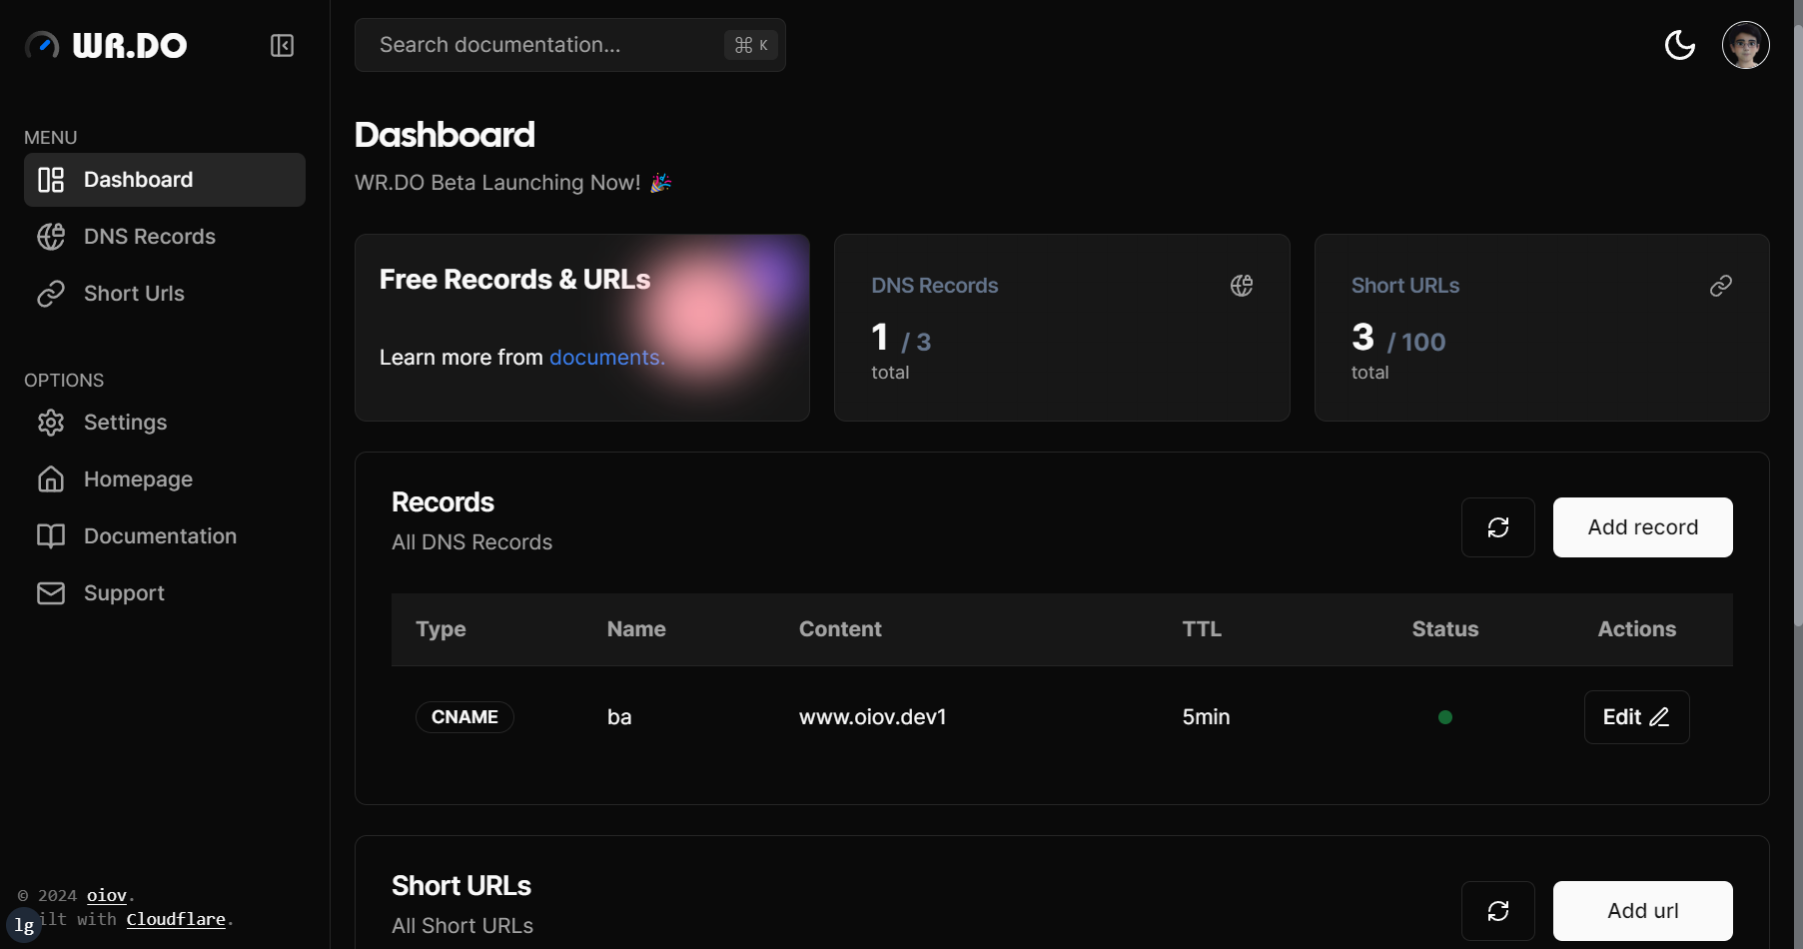 WR.DO
Search documentation...
⌘ K
MENU
Dashboard
DNS Records
Short Urls
OPTIONS
Settings
Homepage
Documentation
Support
© 2024 oiov.
ilt with Cloudflare.
lg
Dashboard
WR.DO Beta Launching Now! 🎉
Free Records & URLs
Learn more from documents.
DNS Records
1 / 3
total
Short URLs
3 / 100
total
Records
All DNS Records
Add record
Type Name Content TTL Status Actions
CNAME ba www.oiov.dev1 5min Edit
Short URLs
All Short URLs
Add url